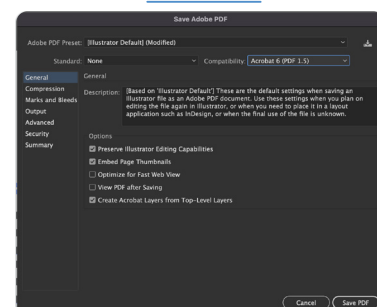 Save Adobe PDF
Adobe PDF Preset: [Illustrator Default] (Modified)
Standard: None Compatibility: Acrobat 6 (PDF 1.5)
General
Compression
Marks and Bleeds
Output
Advanced
Security
Summary
General
Description: [Based on 'Illustrator Default'] These are the default settings when saving an
Illustrator file as an Adobe PDF document. Use these settings when you plan on
editing the file again in Illustrator, or when you need to place it in a layout
application such as InDesign, or when the final use of the file is unknown.
Options
Preserve Illustrator Editing Capabilities
Embed Page Thumbnails
Optimize for Fast Web View
View PDF after Saving
Create Acrobat Layers from Top-Level Layers
Cancel Save PDF